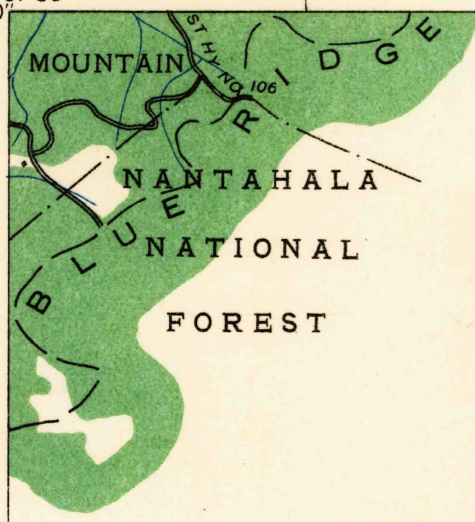 MOUNTAIN
ST HY NO. 106
BLUE RIDGE
NANTAHALA
NATIONAL
FOREST